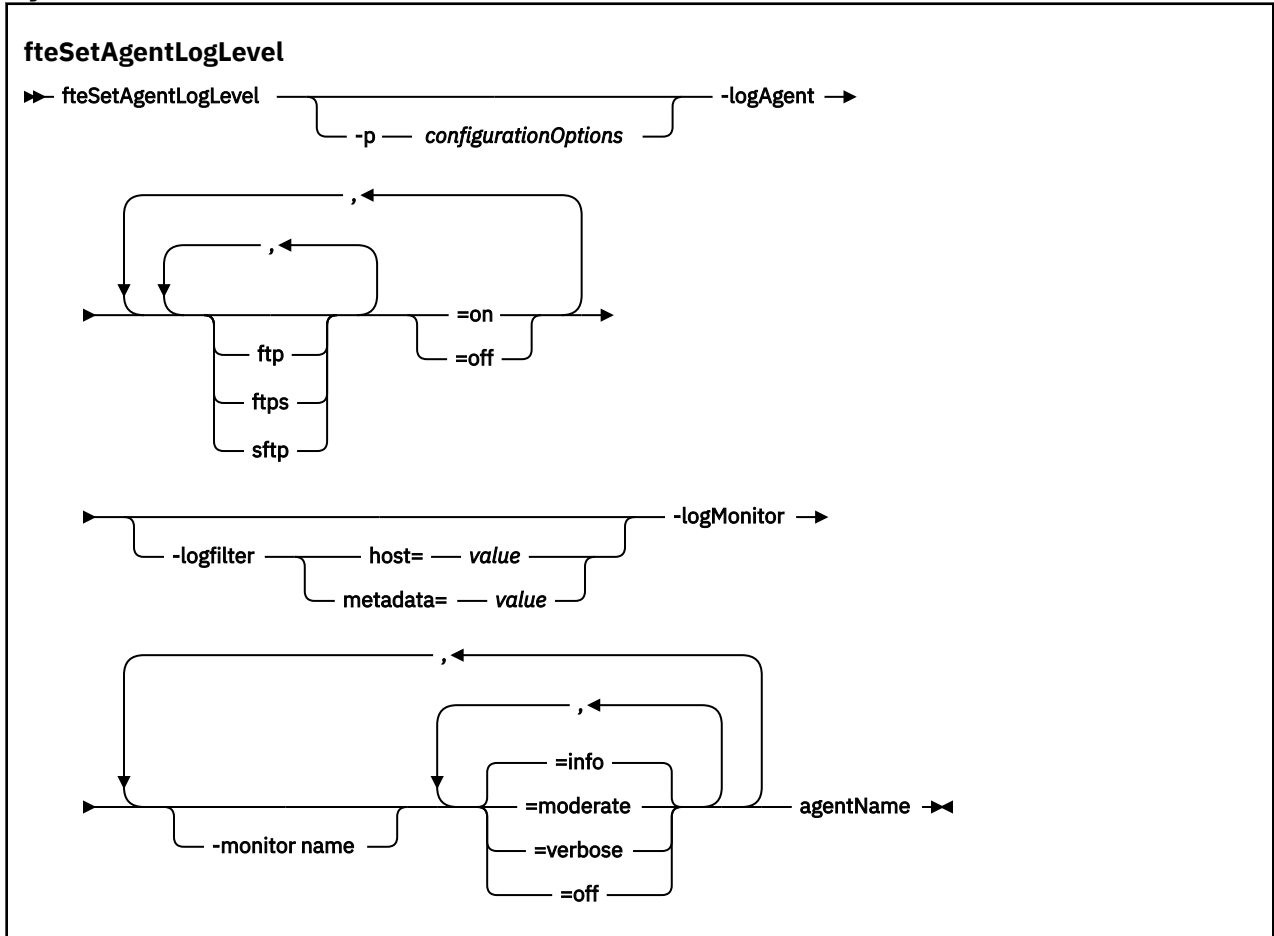 fteSetAgentLogLevel
fteSetAgentLogLevel -logAgent
-p configurationOptions
,
,
=on
ftp =off
ftps
sftp
-logMonitor
-logfilter host= value
metadata= value
,
,
=info
=moderate agentName
-monitor name =verbose
=off